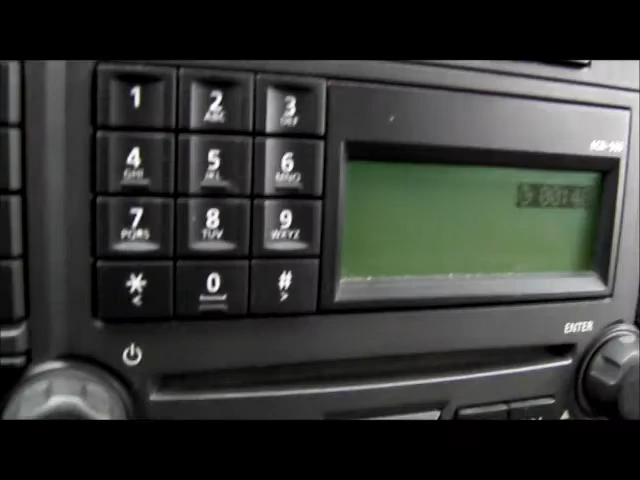 1 2 3
ABC DEF
4 5 6
GHI JKL MNO
7 8 9
PQRS TUV WXYZ
* 0 #
< >
ENTER